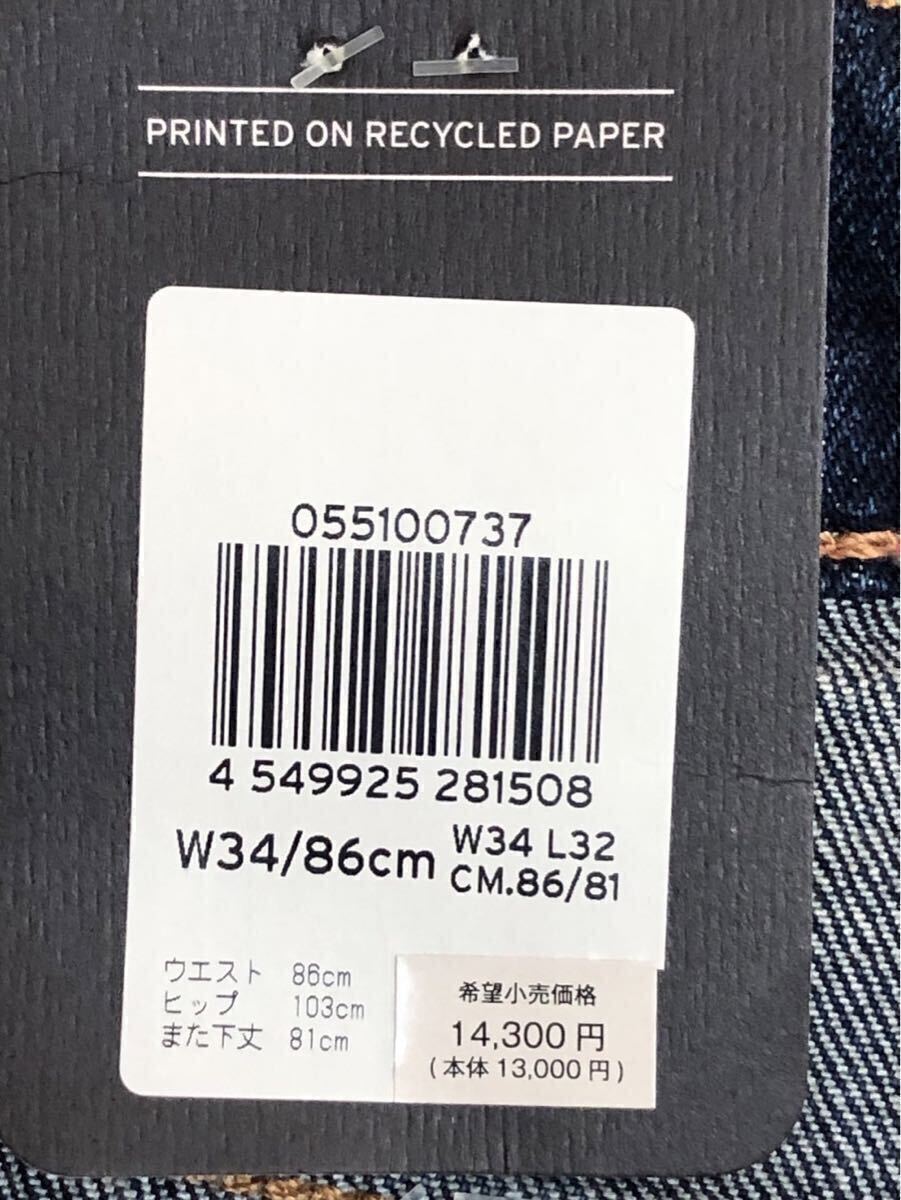 PRINTED ON RECYCLED PAPER
055100737
4 549925 281508
W34/86cm
W34 L32
CM.86/81
ウエスト 86cm
ヒップ 103cm
また下丈 81cm
希望小売価格
14,300円
(本体13,000円)